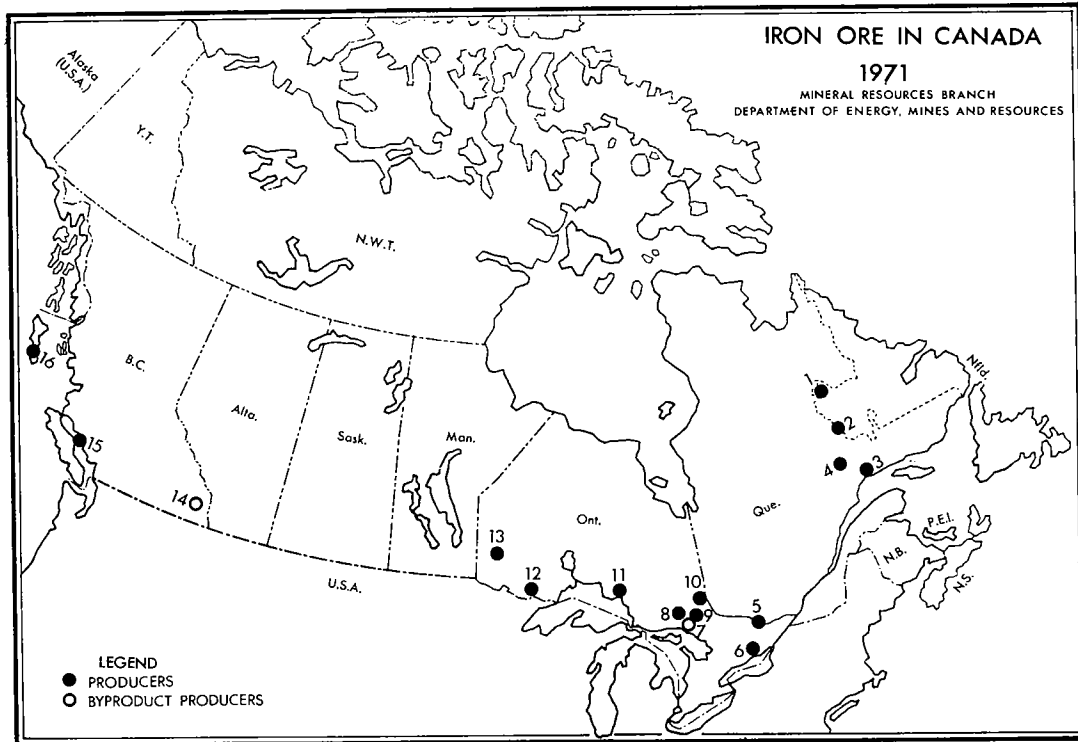 IRON ORE IN CANADA
1971
MINERAL RESOURCES BRANCH
DEPARTMENT OF ENERGY, MINES AND RESOURCES
Alaska
(U.S.A.)
Y.T.
N.W.T.
B.C.
Alta.
Sask.
Man.
Ont.
Que.
Nfld.
P.E.I.
N.B.
N.S.
U.S.A.
1
2
3
4
5
6
7
8
9
10
11
12
13
14
15
16
LEGEND
PRODUCERS
BYPRODUCT PRODUCERS